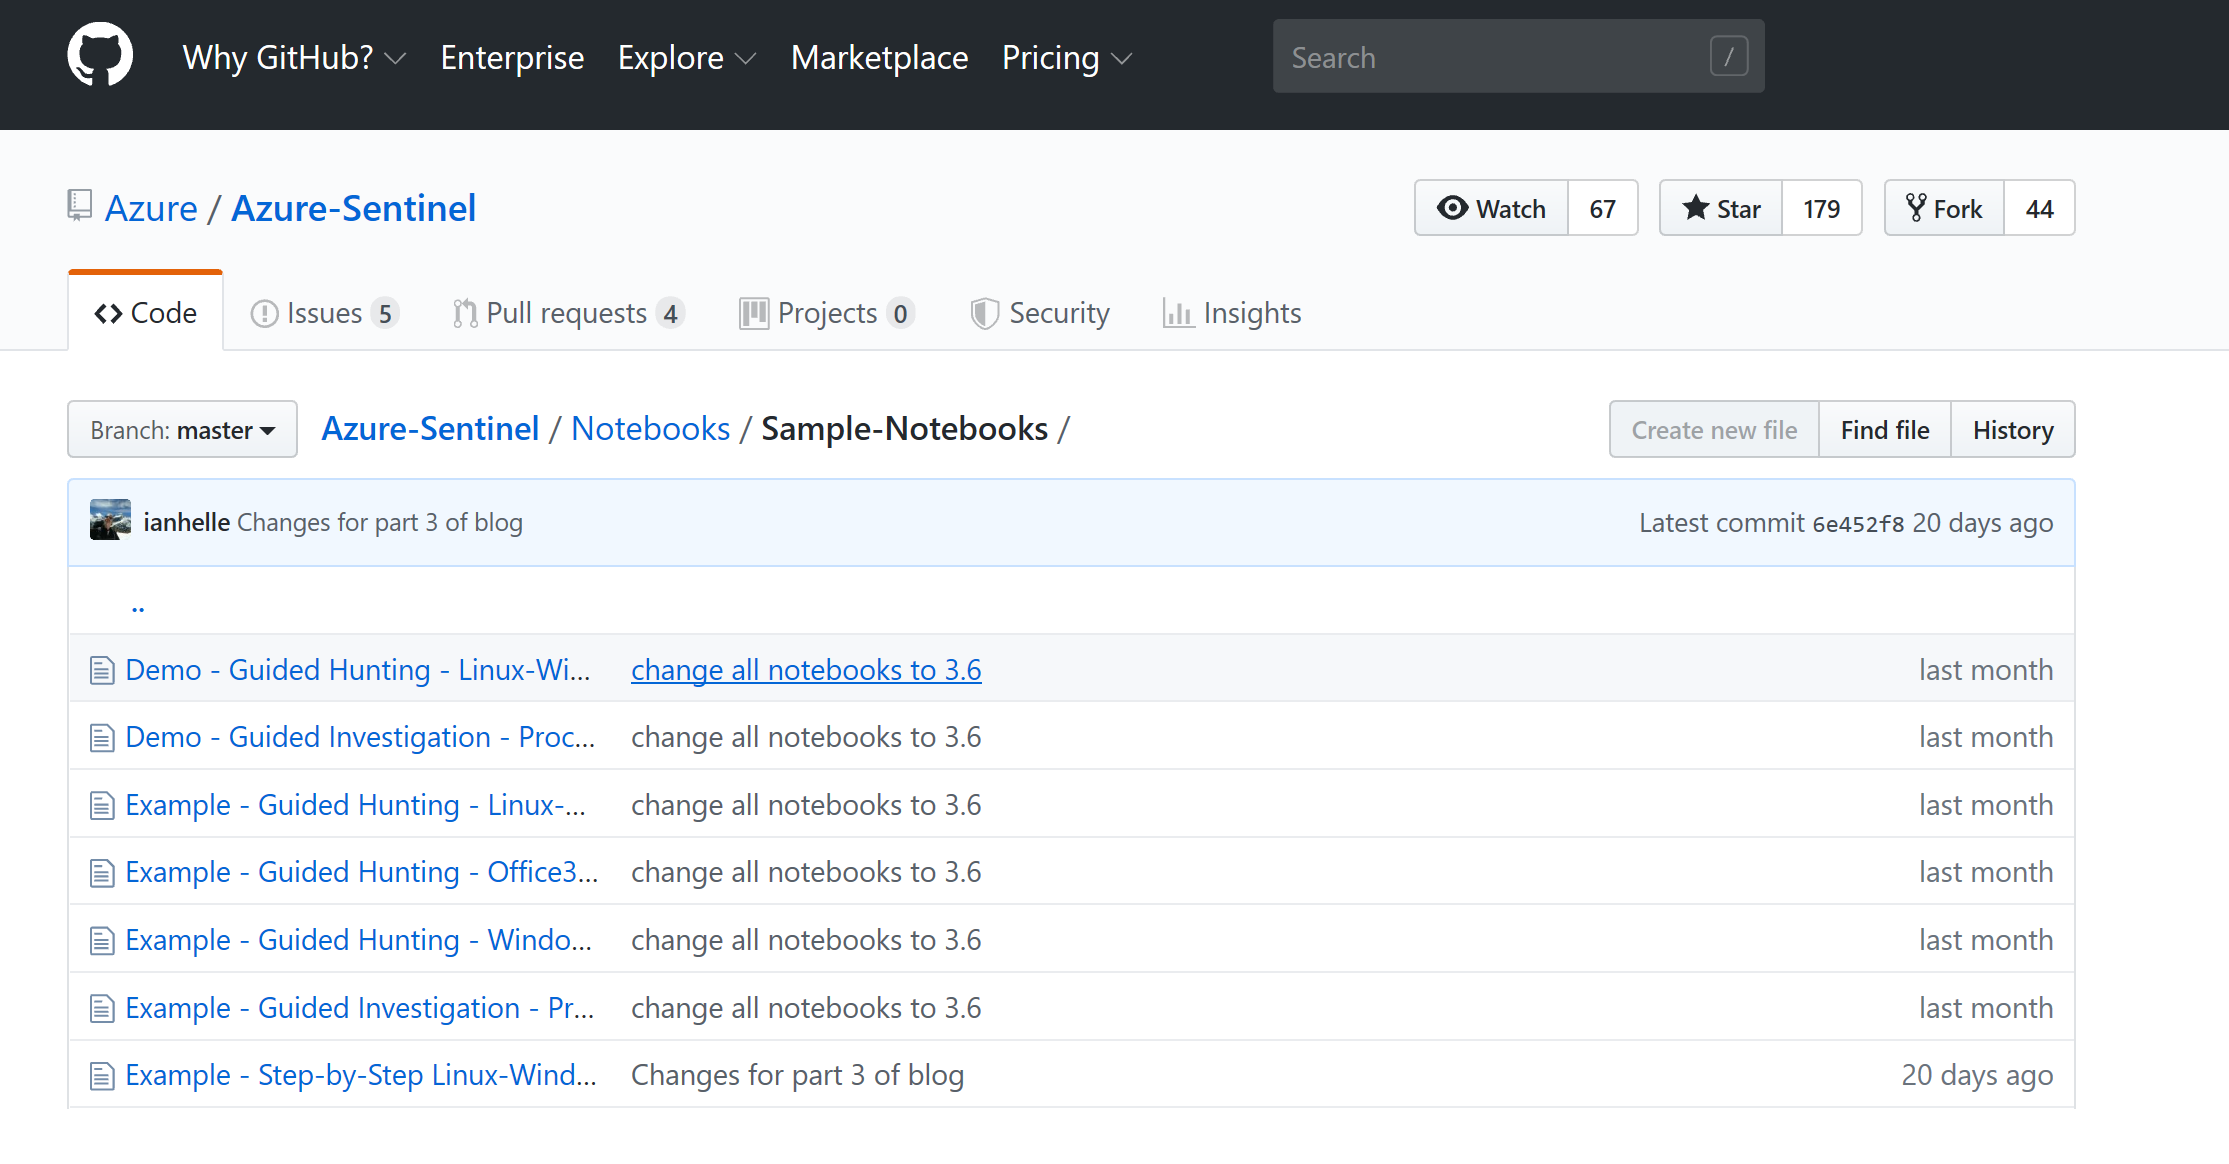 Why GitHub? Enterprise Explore Marketplace Pricing Search /
Azure / Azure-Sentinel Watch 67 Star 179 Fork 44
Code Issues 5 Pull requests 4 Projects 0 Security Insights
Branch: master Azure-Sentinel / Notebooks / Sample-Notebooks / Create new file Find file History
ianhelle Changes for part 3 of blog Latest commit 6e452f8 20 days ago
..
Demo - Guided Hunting - Linux-Wi... change all notebooks to 3.6 last month
Demo - Guided Investigation - Proc... change all notebooks to 3.6 last month
Example - Guided Hunting - Linux-... change all notebooks to 3.6 last month
Example - Guided Hunting - Office3... change all notebooks to 3.6 last month
Example - Guided Hunting - Windo... change all notebooks to 3.6 last month
Example - Guided Investigation - Pr... change all notebooks to 3.6 last month
Example - Step-by-Step Linux-Wind... Changes for part 3 of blog 20 days ago